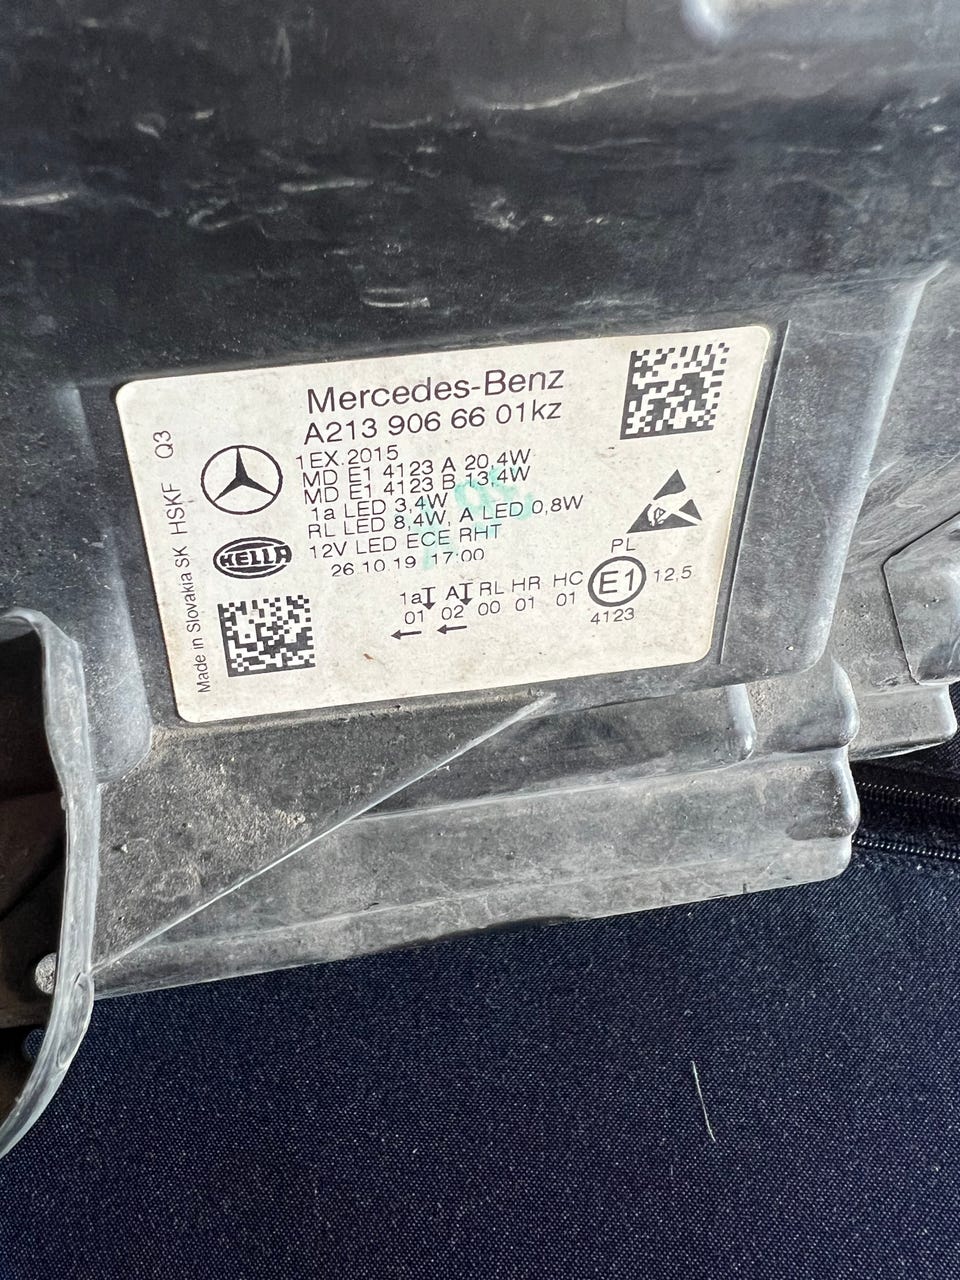 Mercedes-Benz
A213 906 66 01kz
1EX.2015
MD E1 4123 A 20,4W
MD E1 4123 B 13,4W
1a LED 3,4W
RL LED 8,4W, A LED 0,8W
12V LED ECE RHT
26.10.19 17:00
HELLA
Made in Slovakia SK HSKF Q3
PL
1a A RL HR HC E1 12,5
01 02 00 01 01 4123